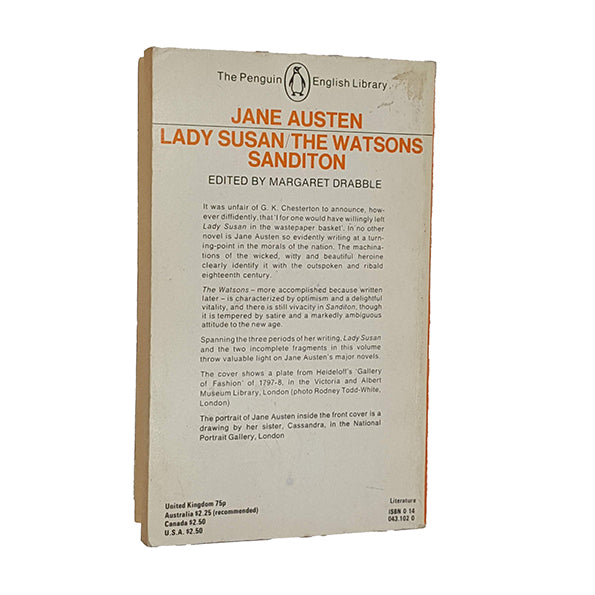 The Penguin English Library
JANE AUSTEN
LADY SUSAN/THE WATSONS
SANDITON
EDITED BY MARGARET DRABBLE
It was unfair of G. K. Chesterton to announce, how-
ever diffidently, that 'I for one would have willingly left
Lady Susan in the wastepaper basket'. In no other
novel is Jane Austen so evidently writing at a turn-
ing-point in the morals of the nation. The machina-
tions of the wicked, witty and beautiful heroine
clearly identify it with the outspoken and ribald
eighteenth century.
The Watsons – more accomplished because written
later – is characterized by optimism and a delightful
vitality, and there is still vivacity in Sanditon, though
it is tempered by satire and a markedly ambiguous
attitude to the new age.
Spanning the three periods of her writing, Lady Susan
and the two incomplete fragments in this volume
throw valuable light on Jane Austen's major novels.
The cover shows a plate from Heideloff's 'Gallery
of Fashion' of 1797-8, in the Victoria and Albert
Museum Library, London (photo Rodney Todd-White,
London)
The portrait of Jane Austen inside the front cover is a
drawing by her sister, Cassandra, in the National
Portrait Gallery, London
United Kingdom 75p
Australia $2.25 (recommended)
Canada $2.50
U.S.A. $2.50
Literature
ISBN 0 14
043.102 0